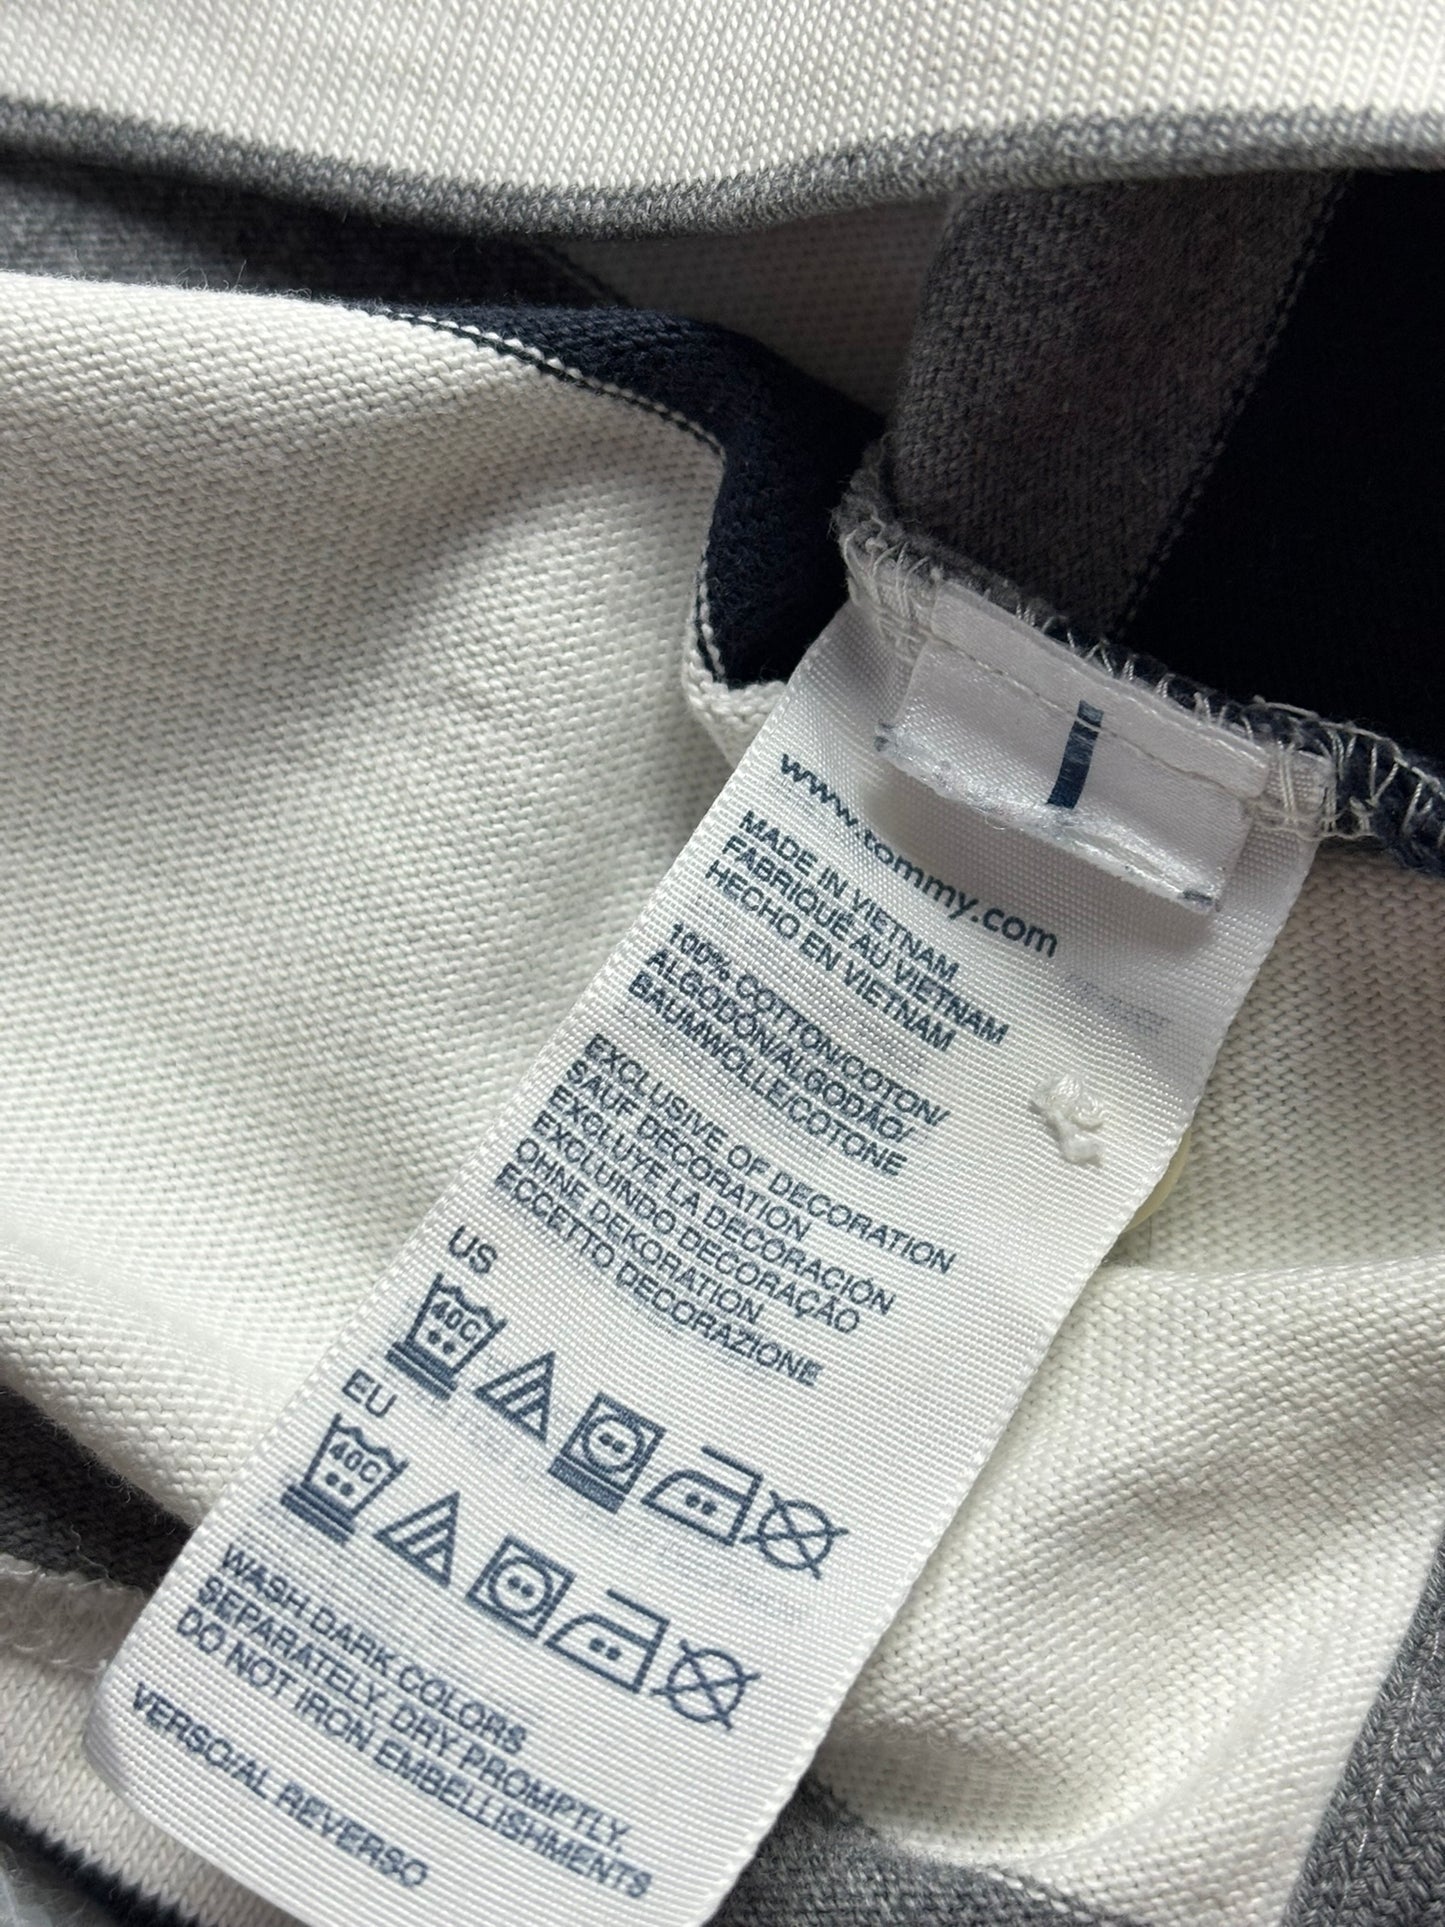 www.tommy.com
MADE IN VIETNAM
FABRIQUÉ AU VIETNAM
HECHO EN VIETNAM
100% COTTON/COTON/
ALGODÓN/ALGODÃO/
BAUMWOLLE/COTONE
EXCLUSIVE OF DECORATION
SAUF DECORATION
EXCLUYE LA DECORACIÓN
EXCLUINDO DECORAÇÃO
OHNE DEKORATION
ECCETTO DECORAZIONE
US
40C
EU
40C
WASH DARK COLORS
SEPARATELY, DRY PROMPTLY,
DO NOT IRON EMBELLISHMENTS
VERSO/AL REVERSO